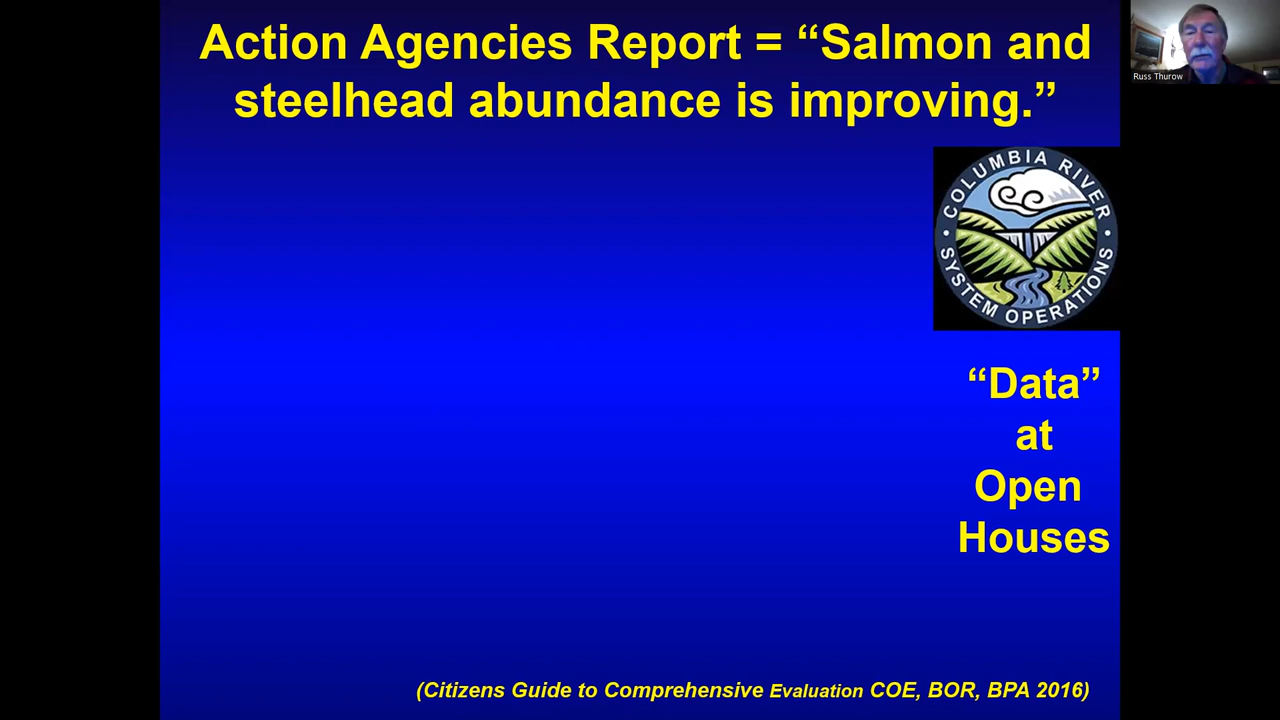 Action Agencies Report = “Salmon and
steelhead abundance is improving.”
Russ Thurow
• COLUMBIA RIVER •
SYSTEM OPERATIONS
“Data”
at
Open
Houses
(Citizens Guide to Comprehensive Evaluation COE, BOR, BPA 2016)